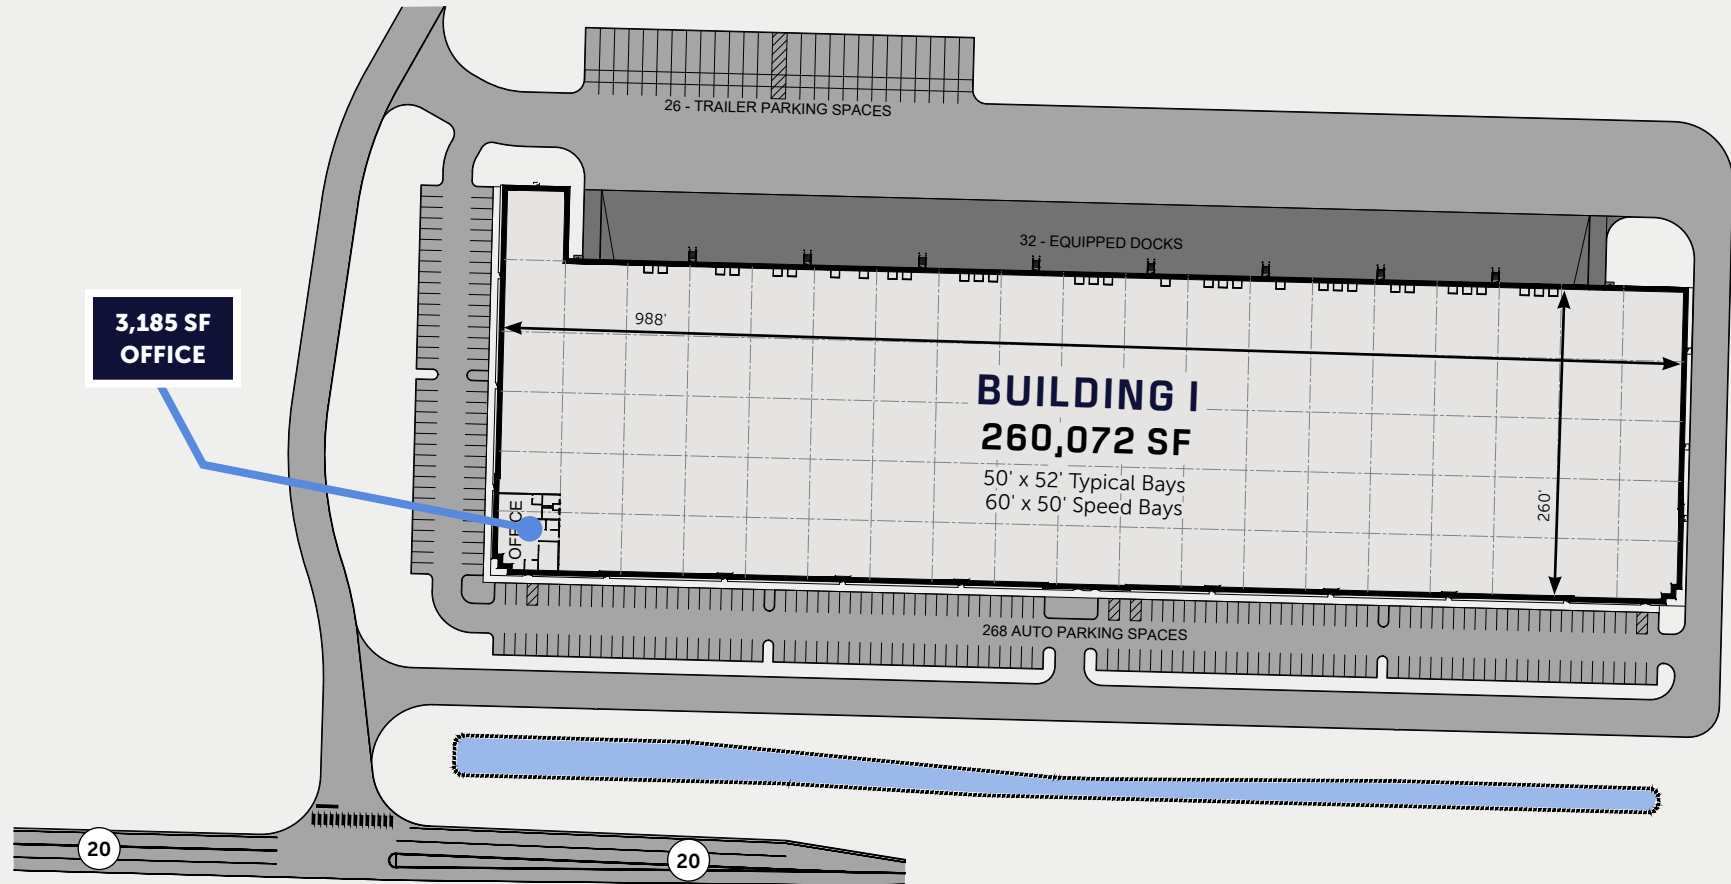 26 - TRAILER PARKING SPACES
32 - EQUIPPED DOCKS
3,185 SF
OFFICE
988'
BUILDING I
260,072 SF
50' x 52' Typical Bays
60' x 50' Speed Bays
260'
OFFICE
268 AUTO PARKING SPACES
20
20